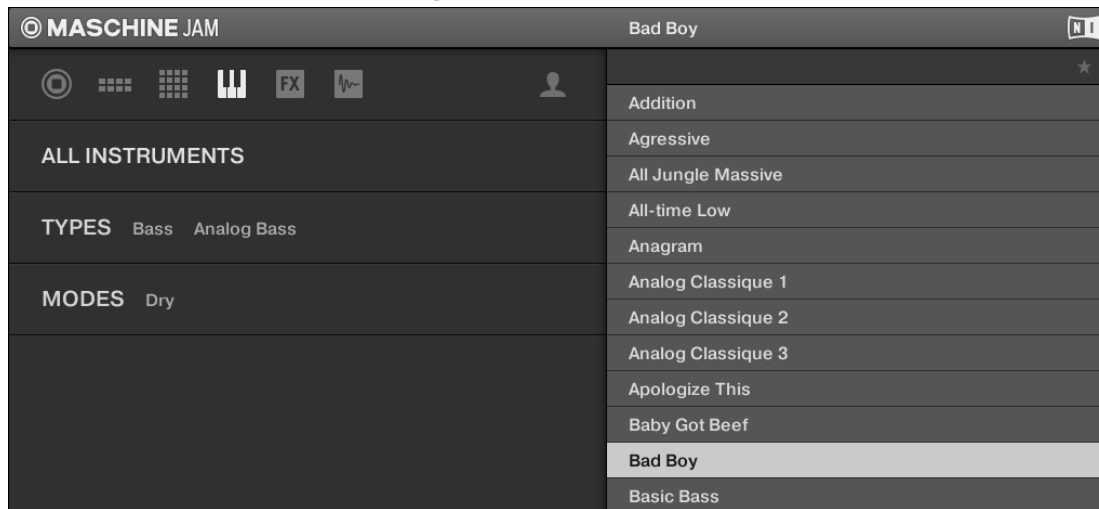 MASCHINE JAM
Bad Boy
NI
FX
ALL INSTRUMENTS
TYPES Bass Analog Bass
MODES Dry
Addition
Agressive
All Jungle Massive
All-time Low
Anagram
Analog Classique 1
Analog Classique 2
Analog Classique 3
Apologize This
Baby Got Beef
Bad Boy
Basic Bass